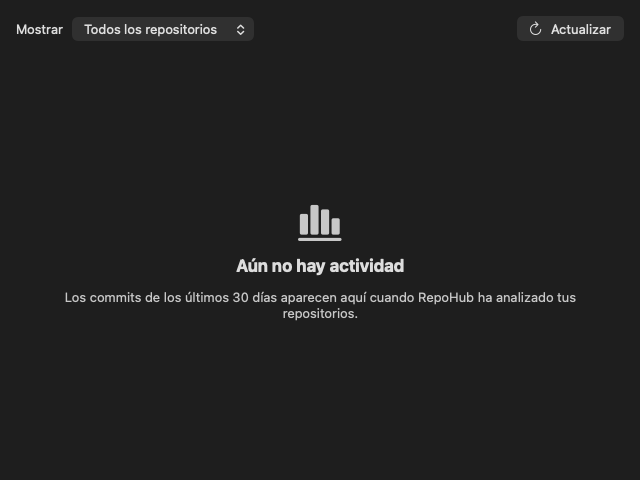 Mostrar Todos los repositorios Actualizar
Aún no hay actividad
Los commits de los últimos 30 días aparecen aquí cuando RepoHub ha analizado tus
repositorios.